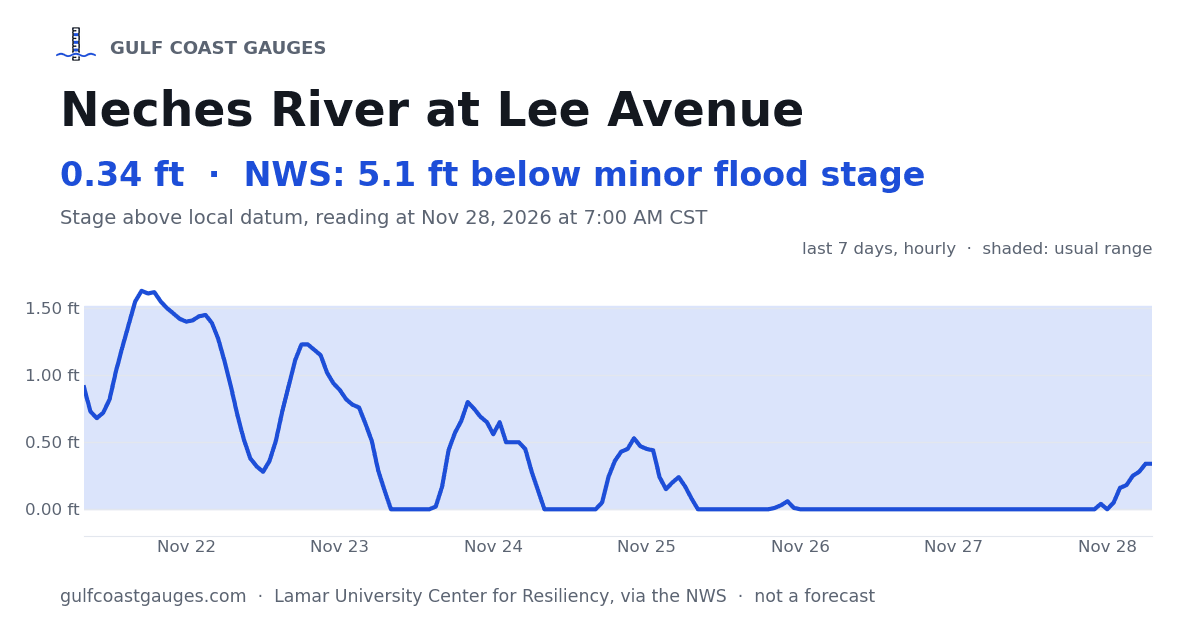 GULF COAST GAUGES
Neches River at Lee Avenue
0.34 ft · NWS: 5.1 ft below minor flood stage
Stage above local datum, reading at Nov 28, 2026 at 7:00 AM CST
last 7 days, hourly · shaded: usual range
1.50 ft
1.00 ft
0.50 ft
0.00 ft
Nov 22 Nov 23 Nov 24 Nov 25 Nov 26 Nov 27 Nov 28
gulfcoastgauges.com · Lamar University Center for Resiliency, via the NWS · not a forecast